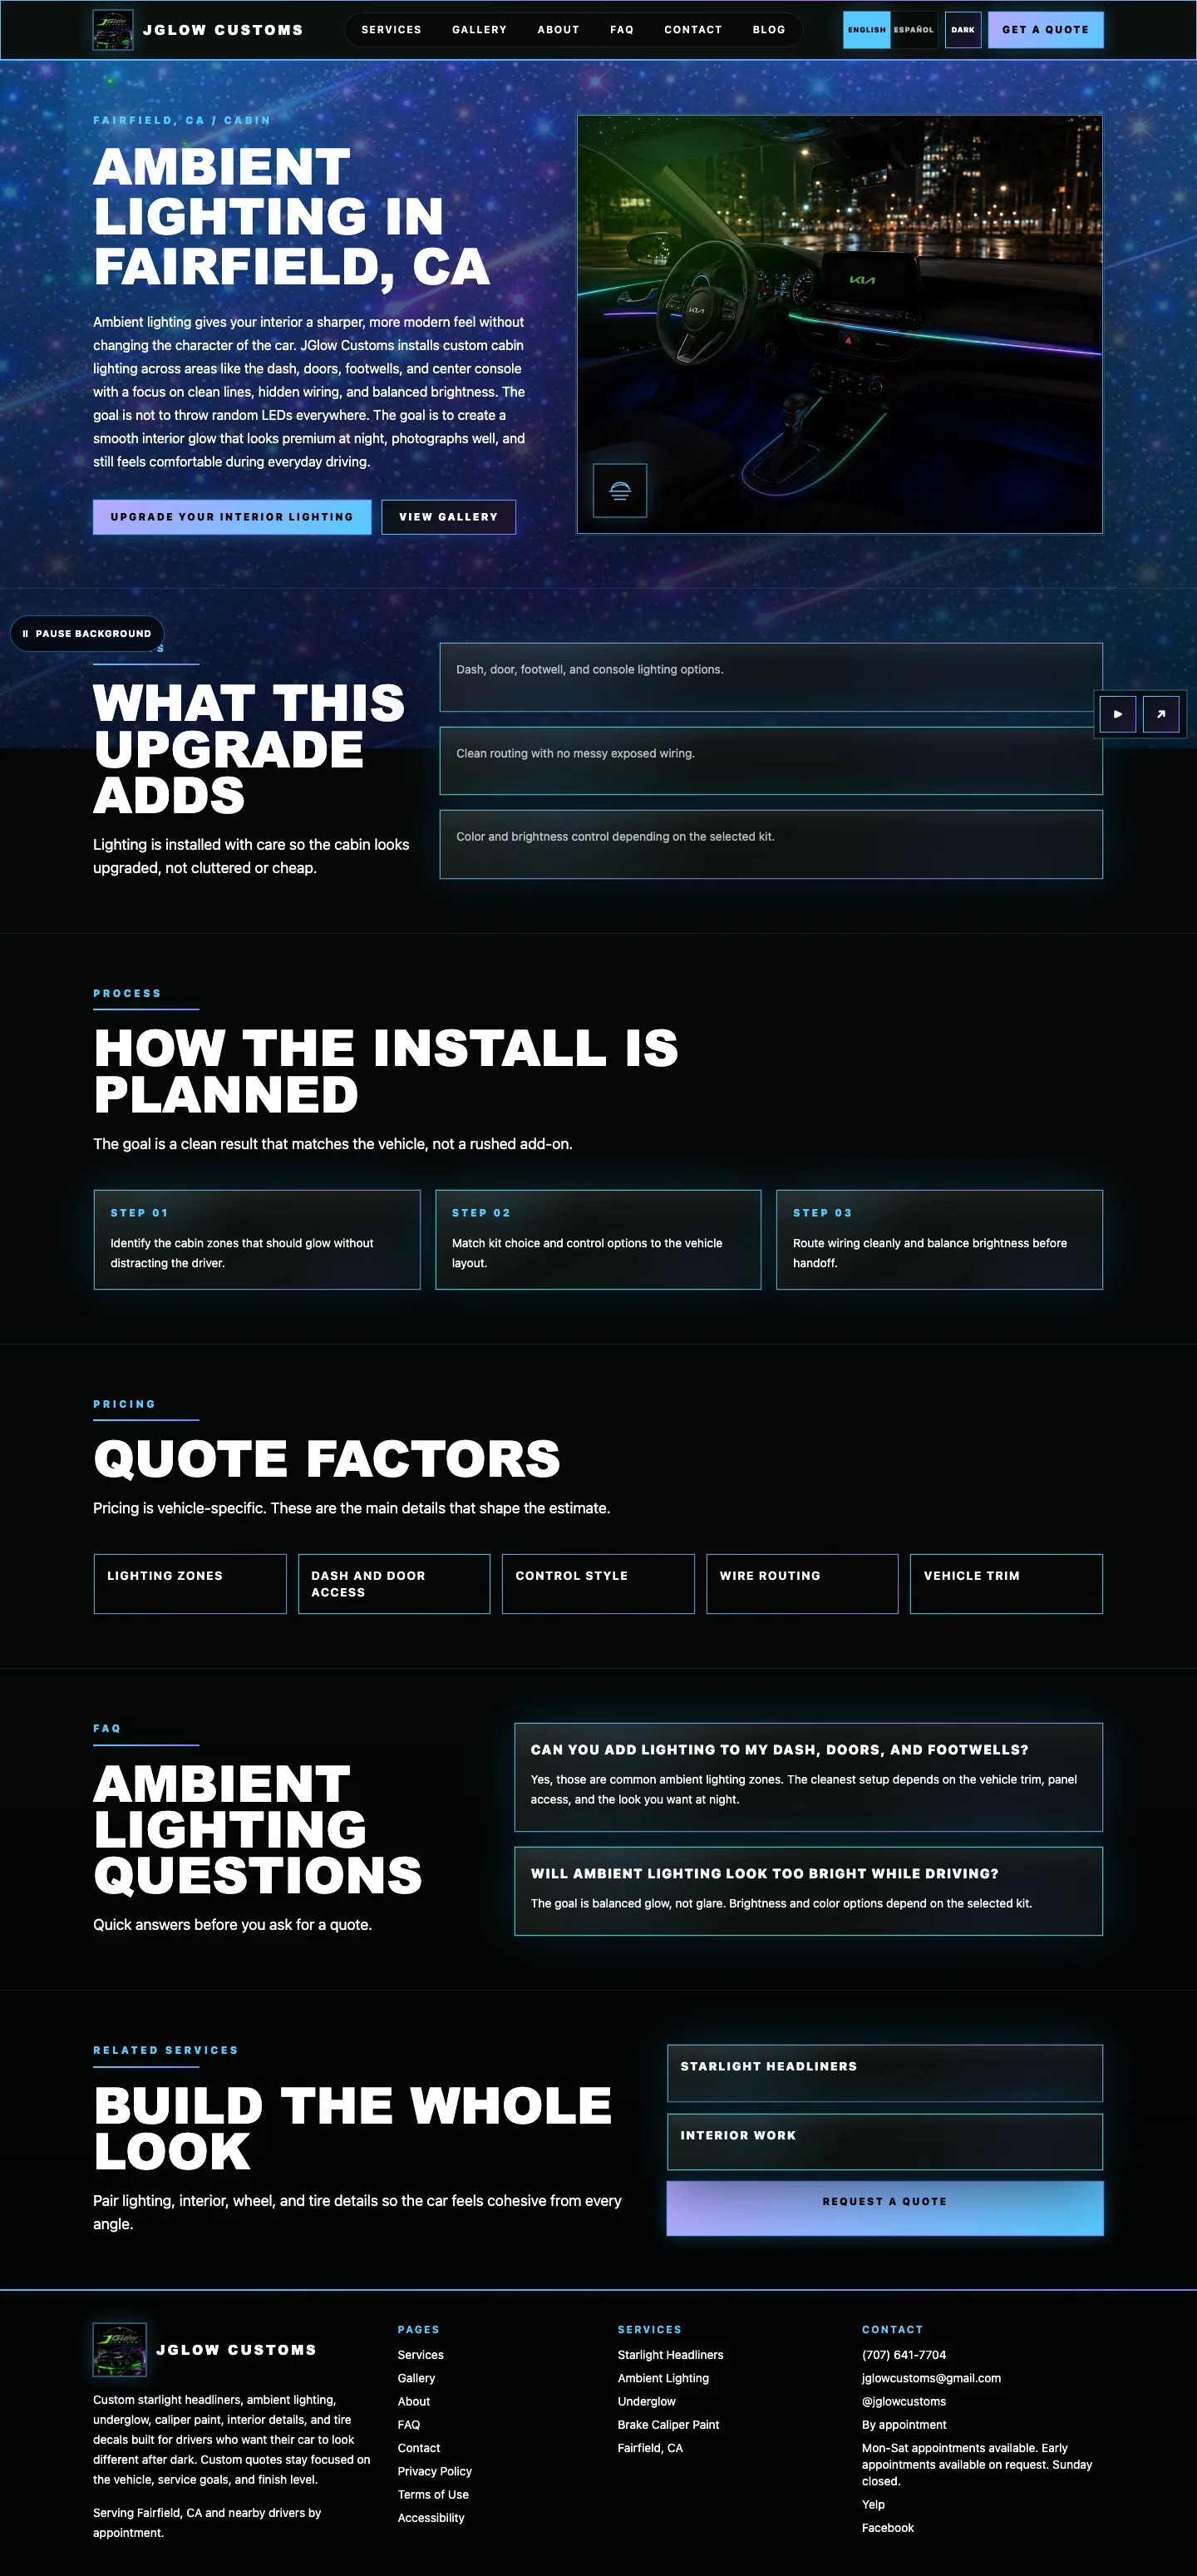 JGLOW CUSTOMS
SERVICES
GALLERY
ABOUT
FAQ
CONTACT
BLOG
ENGLISH
ESPAÑOL
DARK
GET A QUOTE
FAIRFIELD, CA / CABIN
AMBIENT
LIGHTING IN
FAIRFIELD, CA
Ambient lighting gives your interior a sharper, more modern feel without
changing the character of the car. JGlow Customs installs custom cabin
lighting across areas like the dash, doors, footwells, and center console
with a focus on clean lines, hidden wiring, and balanced brightness. The
goal is not to throw random LEDs everywhere. The goal is to create a
smooth interior glow that looks premium at night, photographs well, and
still feels comfortable during everyday driving.
UPGRADE YOUR INTERIOR LIGHTING
VIEW GALLERY
KIA
KIA
PAUSE BACKGROUND
S
WHAT THIS
UPGRADE
ADDS
Lighting is installed with care so the cabin looks
upgraded, not cluttered or cheap.
Dash, door, footwell, and console lighting options.
Clean routing with no messy exposed wiring.
Color and brightness control depending on the selected kit.
PROCESS
HOW THE INSTALL IS
PLANNED
The goal is a clean result that matches the vehicle, not a rushed add-on.
STEP 01
Identify the cabin zones that should glow without
distracting the driver.
STEP 02
Match kit choice and control options to the vehicle
layout.
STEP 03
Route wiring cleanly and balance brightness before
handoff.
PRICING
QUOTE FACTORS
Pricing is vehicle-specific. These are the main details that shape the estimate.
LIGHTING ZONES
DASH AND DOOR
ACCESS
CONTROL STYLE
WIRE ROUTING
VEHICLE TRIM
FAQ
AMBIENT
LIGHTING
QUESTIONS
Quick answers before you ask for a quote.
CAN YOU ADD LIGHTING TO MY DASH, DOORS, AND FOOTWELLS?
Yes, those are common ambient lighting zones. The cleanest setup depends on the vehicle trim, panel
access, and the look you want at night.
WILL AMBIENT LIGHTING LOOK TOO BRIGHT WHILE DRIVING?
The goal is balanced glow, not glare. Brightness and color options depend on the selected kit.
RELATED SERVICES
BUILD THE WHOLE
LOOK
Pair lighting, interior, wheel, and tire details so the car feels cohesive from every
angle.
STARLIGHT HEADLINERS
INTERIOR WORK
REQUEST A QUOTE
JGlow
JGLOW CUSTOMS
Custom starlight headliners, ambient lighting,
underglow, caliper paint, interior details, and tire
decals built for drivers who want their car to look
different after dark. Custom quotes stay focused on
the vehicle, service goals, and finish level.
Serving Fairfield, CA and nearby drivers by
appointment.
PAGES
Services
Gallery
About
FAQ
Contact
Privacy Policy
Terms of Use
Accessibility
SERVICES
Starlight Headliners
Ambient Lighting
Underglow
Brake Caliper Paint
Fairfield, CA
CONTACT
(707) 641-7704
jglowcustoms@gmail.com
@jglowcustoms
By appointment
Mon-Sat appointments available. Early
appointments available on request. Sunday
closed.
Yelp
Facebook